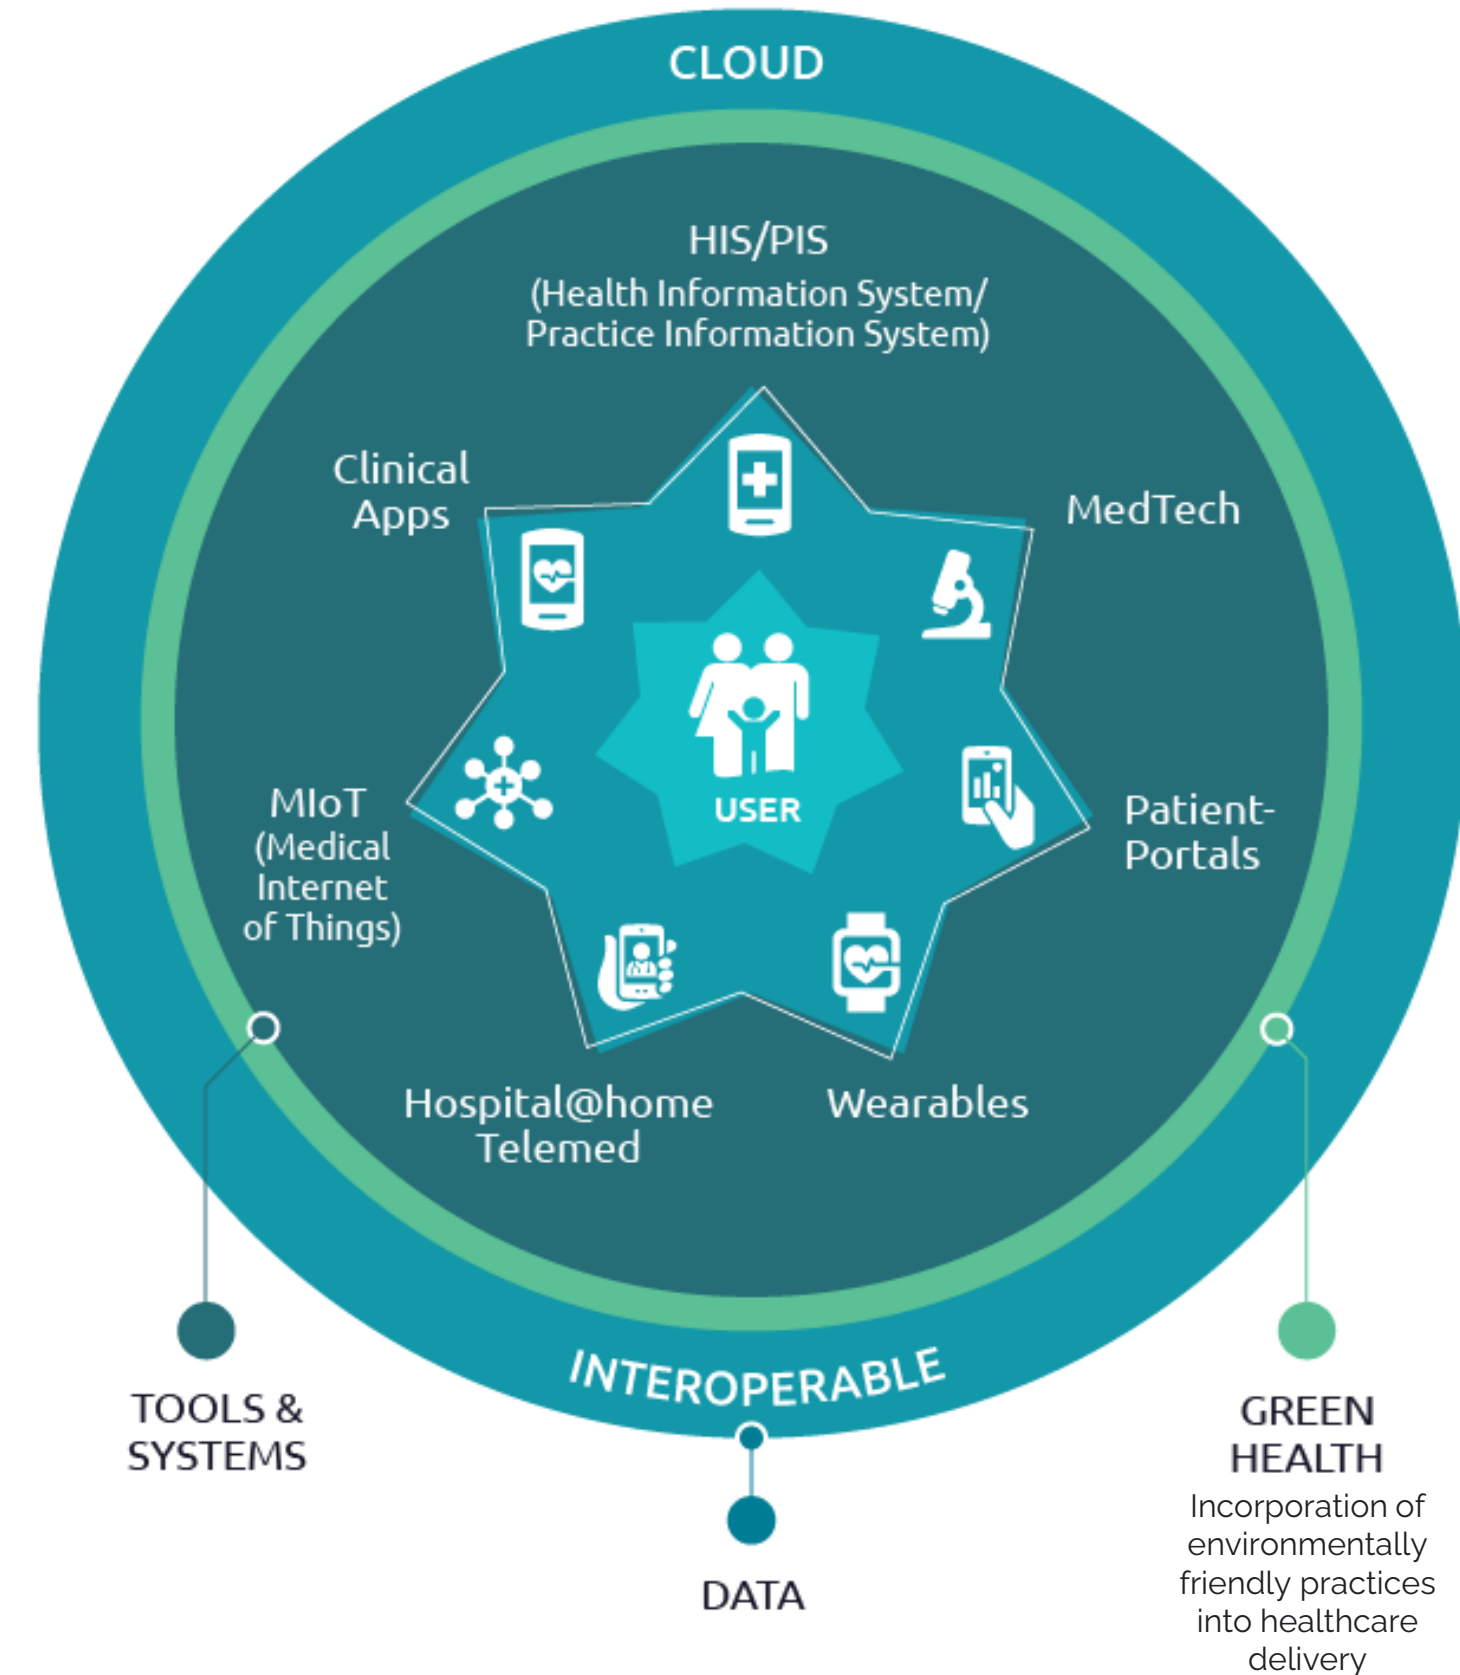 CLOUD
HIS/PIS
(Health Information System/
Practice Information System)
Clinical
Apps
MedTech
USER
MIoT
(Medical
Internet
of Things)
Patient-
Portals
Hospital@home
Telemed
Wearables
INTEROPERABLE
TOOLS &
SYSTEMS
DATA
GREEN
HEALTH
Incorporation of
environmentally
friendly practices
into healthcare
delivery